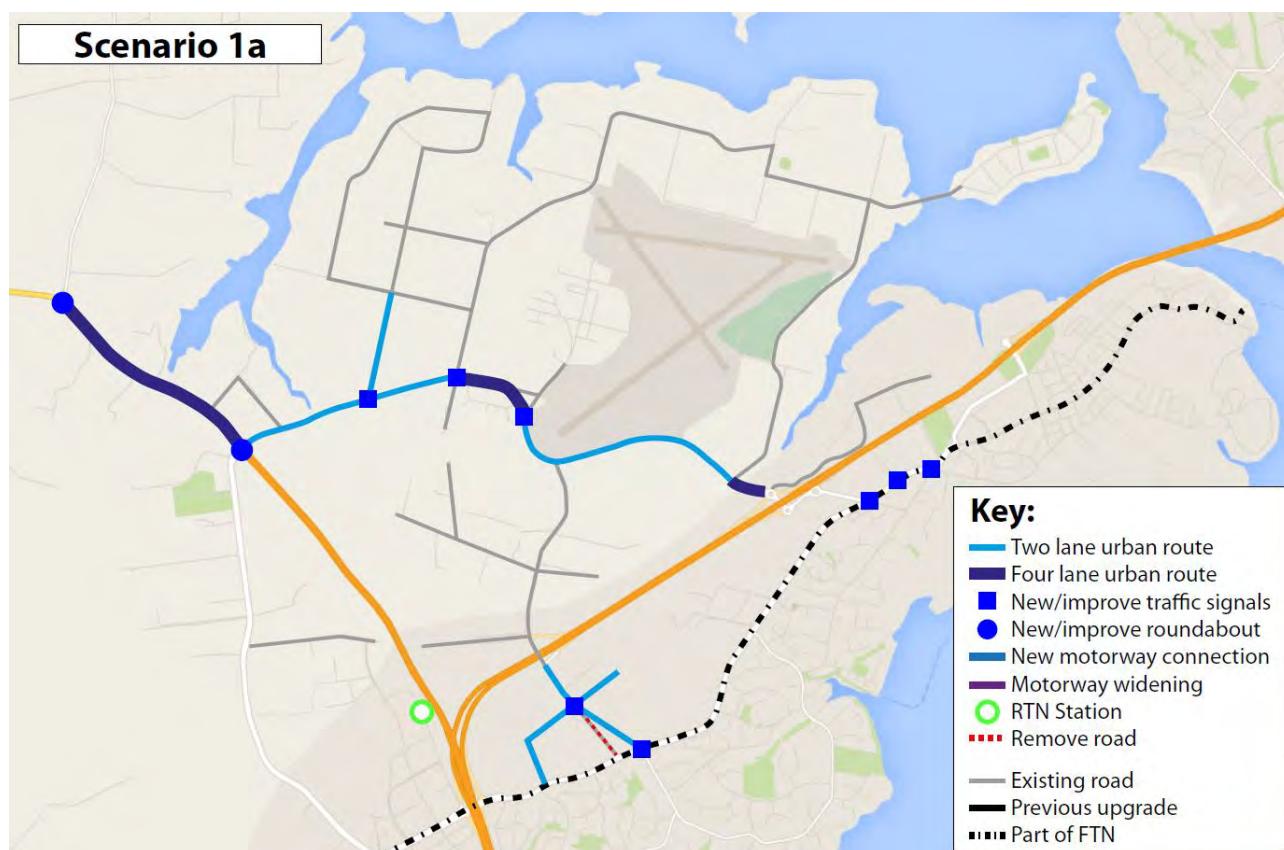 Scenario 1a
Key:
Two lane urban route
Four lane urban route
New/improve traffic signals
New/improve roundabout
New motorway connection
Motorway widening
RTN Station
Remove road
Existing road
Previous upgrade
Part of FTN